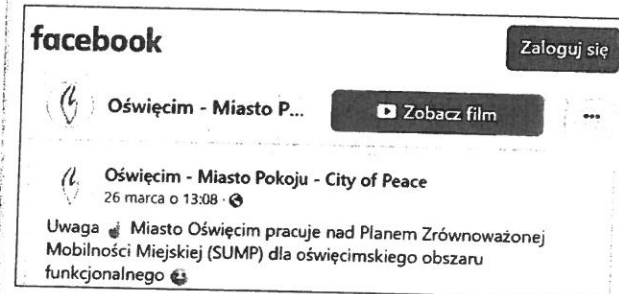 facebook
Zaloguj się
Oświęcim - Miasto P...
Zobacz film
...
Oświęcim - Miasto Pokoju - City of Peace
26 marca o 13:08 ·
Uwaga ☝ Miasto Oświęcim pracuje nad Planem Zrównoważonej
Mobilności Miejskiej (SUMP) dla oświęcimskiego obszaru
funkcjonalnego